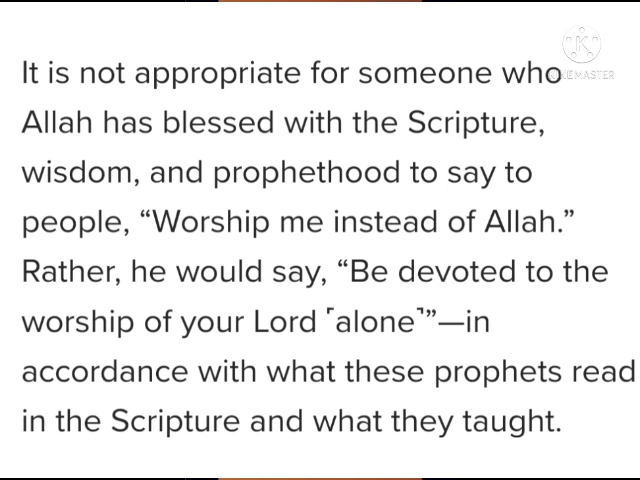 It is not appropriate for someone who
KINEMASTER
Allah has blessed with the Scripture,
wisdom, and prophethood to say to
people, “Worship me instead of Allah.”
Rather, he would say, “Be devoted to the
worship of your Lord ˹alone˺”—in
accordance with what these prophets read
in the Scripture and what they taught.